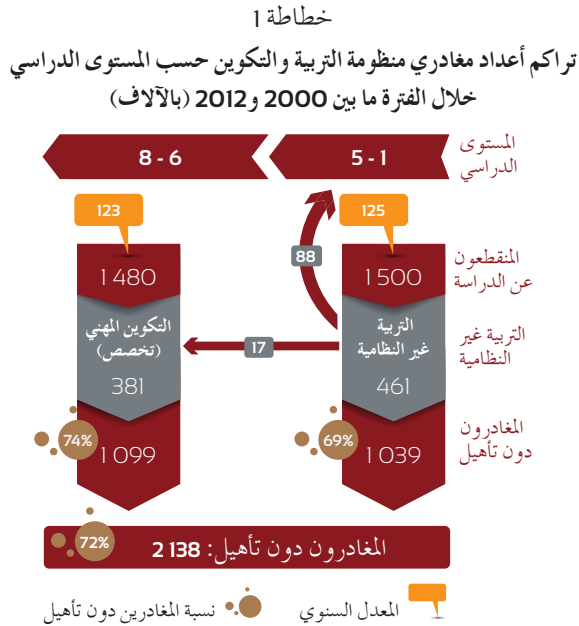 خطاطة 1
تراكم أعداد مغادري منظومة التربية والتكوين حسب المستوى الدراسي
خلال الفترة ما بين 2000 و2012 (بالآلاف)
المستوى
الدراسي
1 - 5
6 - 8
125
123
المنقطعون
عن الدراسة
1 500
1 480
88
التربية غير
النظامية
التربية
غير النظامية
461
17
التكوين المهني
(تخصص)
381
المغادرون
دون تأهيل
69%
1 039
74%
1 099
المغادرون دون تأهيل: 2 138
72%
المعدل السنوي
نسبة المغادرين دون تأهيل